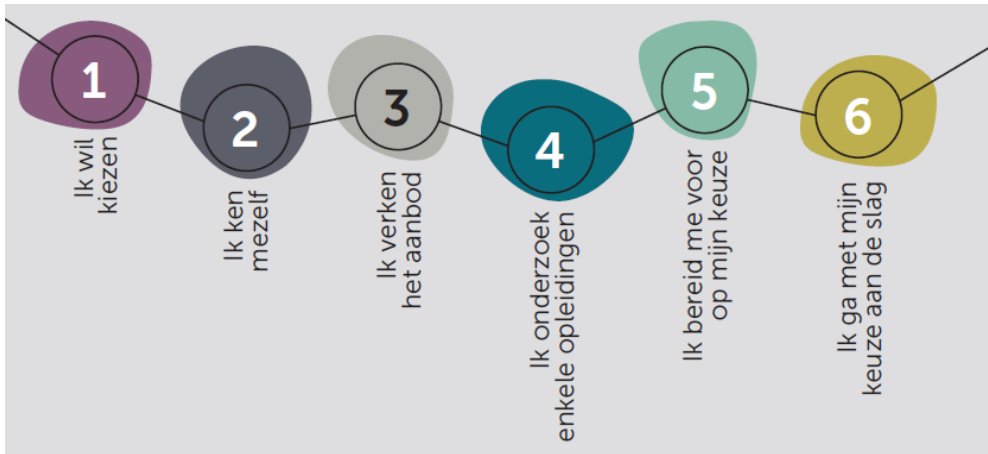 1
Ik wil
kiezen
2
Ik ken
mezelf
3
Ik verken
het aanbod
4
Ik onderzoek
enkele opleidingen
5
Ik bereid me voor
op mijn keuze
6
Ik ga met mijn
keuze aan de slag